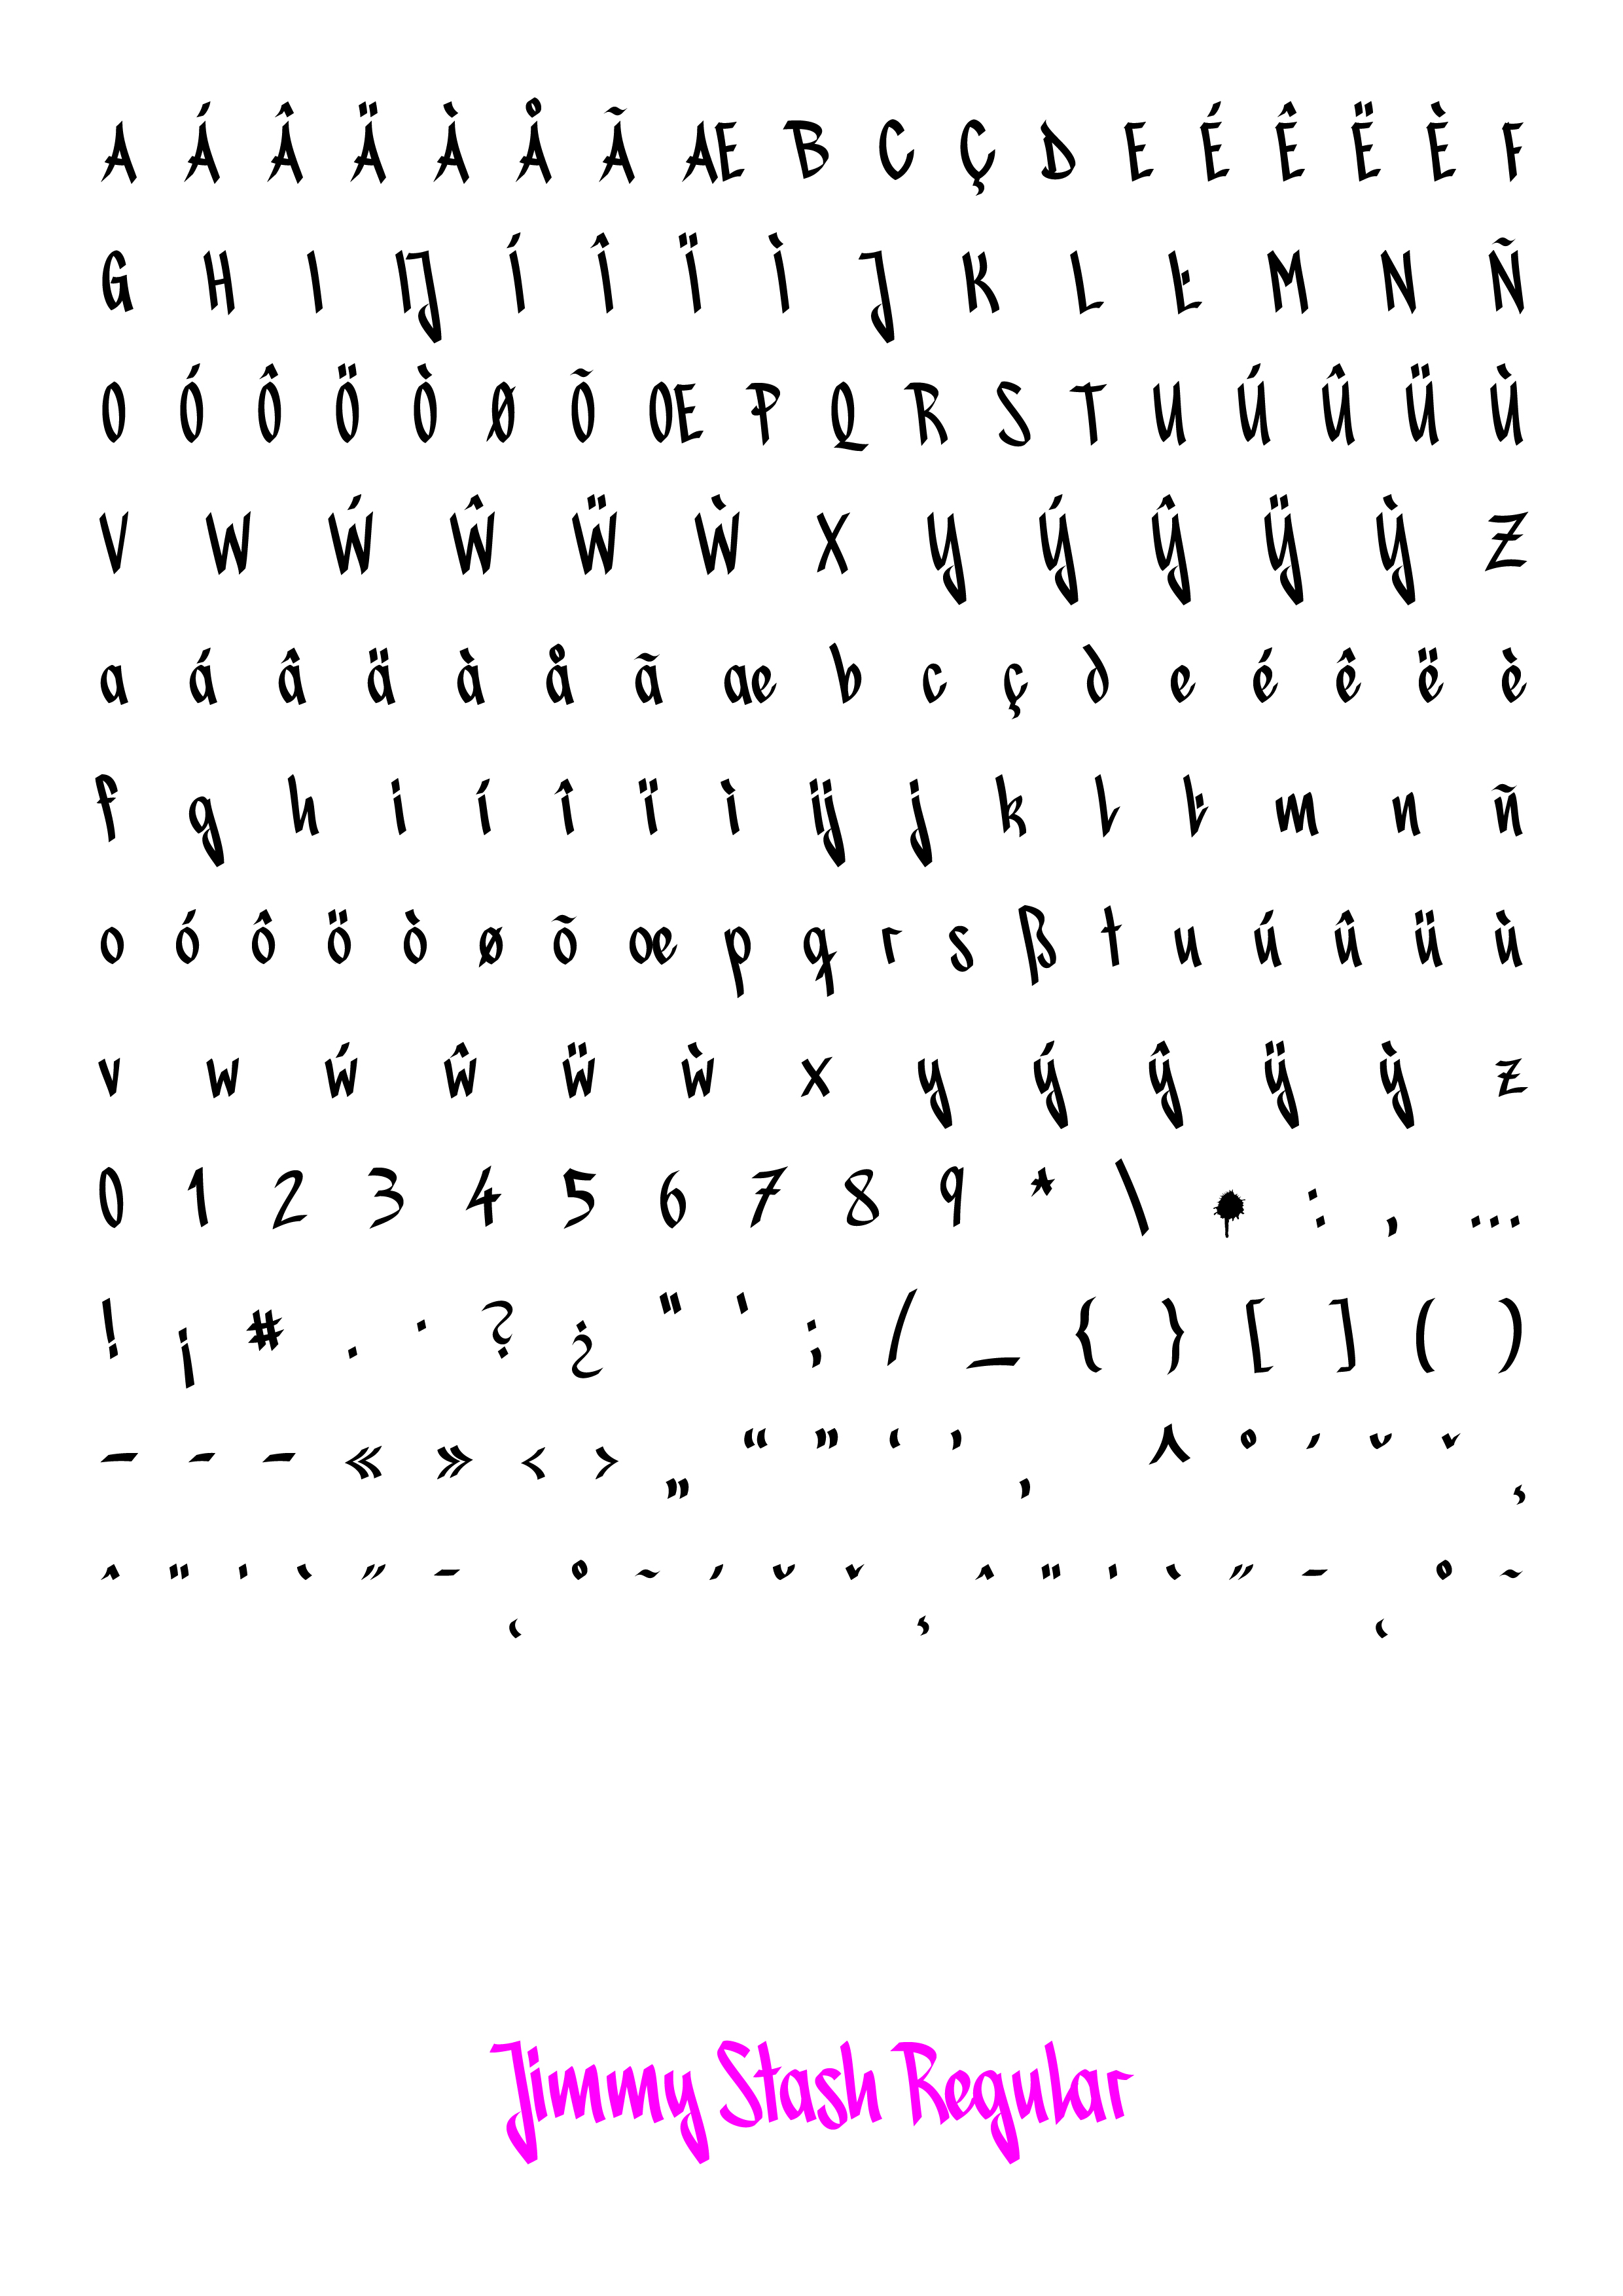 A Á Â Ä À Å Ã Æ B C Ç D E É Ê Ë È F
G H I Ĳ Í Î Ï Ì J K L Ŀ M N Ñ
O Ó Ô Ö Ò Ø Õ Œ P Q R S T U Ú Û Ü Ù
V W Ẃ Ŵ Ẅ Ẁ X Y Ý Ŷ Ÿ Ỳ Z
a á â ä à å ã æ b c ç d e é ê ë è
f g h i í î ï ì ĳ j k l ŀ m n ñ
o ó ô ö ò ø õ œ p q r s ß t u ú û ü ù
v w ẃ ŵ ẅ ẁ x y ý ŷ ÿ ỳ z
0 1 2 3 4 5 6 7 8 9 * \ • : , …
! ¡ # . · ? ¿ " ' ; / _ { } [ ] ( )
- – — « » ‹ › „ “ ” ‘ ’ ‚ ^ ° ´ ˘ ˇ ¸
ˆ ¨ ˙ ` ˝ ¯ ˛ ˚ ˜ ´ ˘ ˇ ¸ ˆ ¨ ˙ ` ˝ ¯ ˛ ˚ ˜
Jimmy Stash Regular